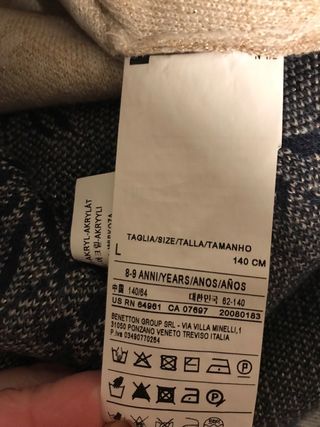 TAGLIA/SIZE/TALLA/TAMANHO
L 140 CM
8-9 ANNI/YEARS/ANOS/AÑOS
中国 140/64 대한민국 62-140
US RN 64961 CA 07697 20080183
BENETTON GROUP SRL - VIA VILLA MINELLI,1
31050 PONZANO VENETO TREVISO ITALIA
P.Iva 03490770264
AKRYL-AKRYLÁT